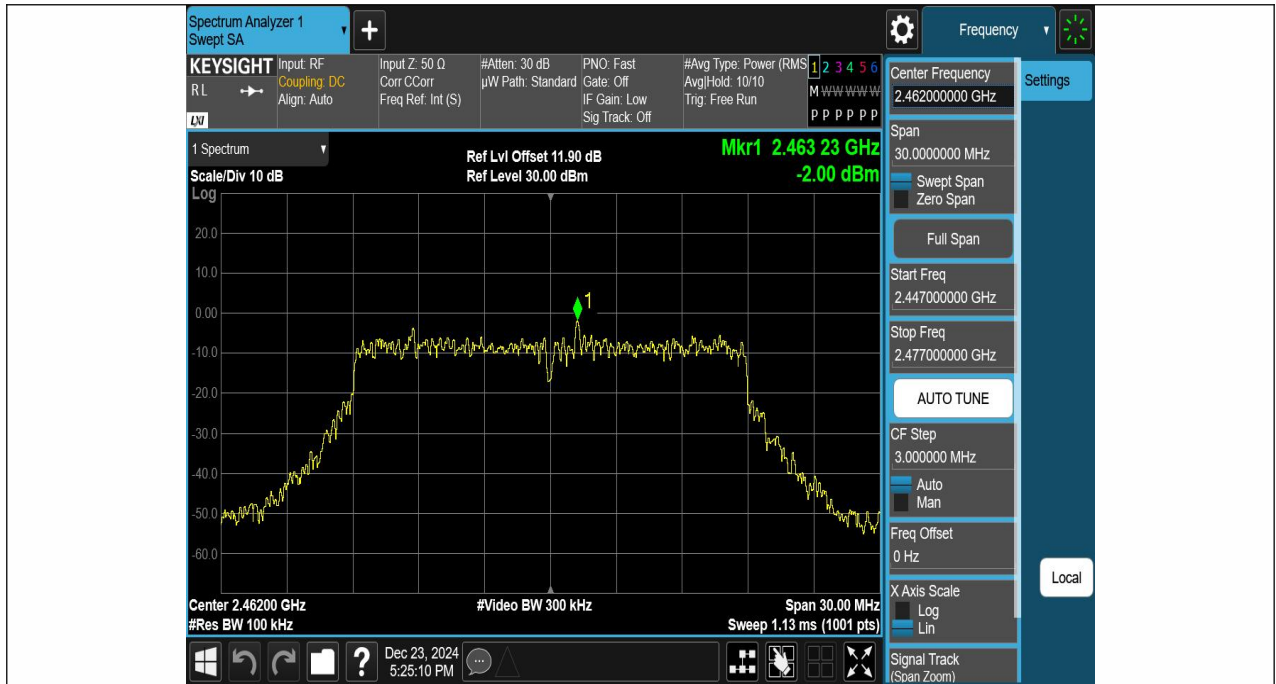 Spectrum Analyzer 1
Swept SA
+
Frequency
KEYSIGHT
RL
LXI
Input: RF
Coupling: DC
Align: Auto
Input Z: 50 Ω
Corr CCorr
Freq Ref: Int (S)
#Atten: 30 dB
µW Path: Standard
PNO: Fast
Gate: Off
IF Gain: Low
Sig Track: Off
#Avg Type: Power (RMS
Avg|Hold: 10/10
Trig: Free Run
1 2 3 4 5 6
M W W W W W
P P P P P P
1 Spectrum
Scale/Div 10 dB
Ref Lvl Offset 11.90 dB
Ref Level 30.00 dBm
Mkr1 2.463 23 GHz
-2.00 dBm
Log
20.0
10.0
0.00
-10.0
-20.0
-30.0
-40.0
-50.0
-60.0
1
Center 2.46200 GHz
#Res BW 100 kHz
#Video BW 300 kHz
Span 30.00 MHz
Sweep 1.13 ms (1001 pts)
Center Frequency
2.462000000 GHz
Settings
Span
30.0000000 MHz
Swept Span
Zero Span
Full Span
Start Freq
2.447000000 GHz
Stop Freq
2.477000000 GHz
AUTO TUNE
CF Step
3.000000 MHz
Auto
Man
Freq Offset
0 Hz
X Axis Scale
Log
Lin
Signal Track
(Span Zoom)
Local
?
Dec 23, 2024
5:25:10 PM